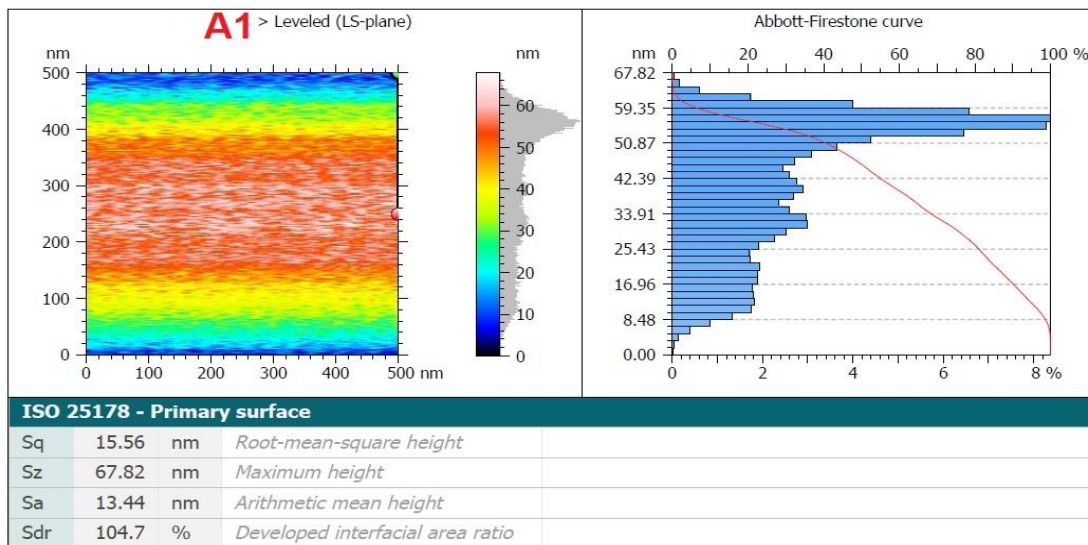 A1 > Leveled (LS-plane)
nm
500
400
300
200
100
0
0 100 200 300 400 500 nm
nm
60
50
40
30
20
10
0
Abbott-Firestone curve
nm 0 20 40 60 80 100 %
67.82
59.35
50.87
42.39
33.91
25.43
16.96
8.48
0.00
0 2 4 6 8 %
ISO 25178 - Primary surface
Sq 15.56 nm Root-mean-square height
Sz 67.82 nm Maximum height
Sa 13.44 nm Arithmetic mean height
Sdr 104.7 % Developed interfacial area ratio